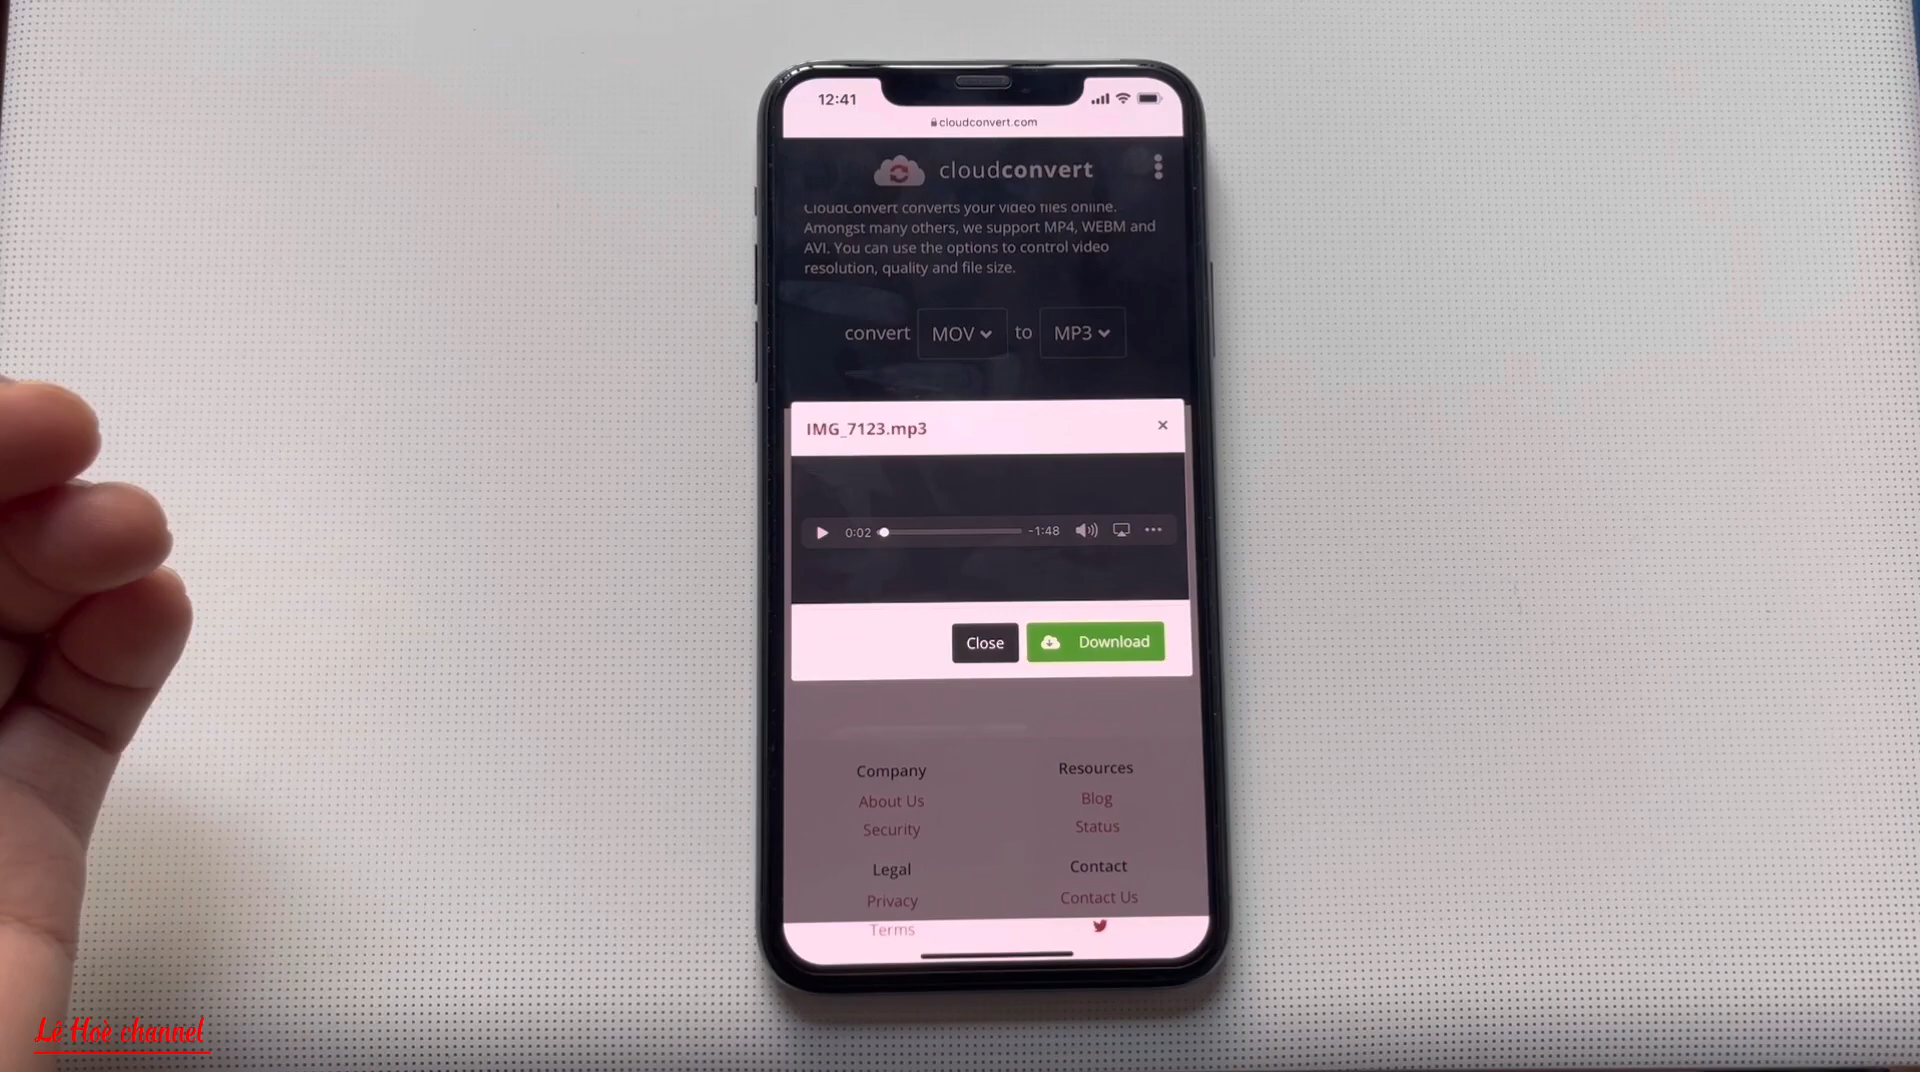 12:41
cloudconvert.com
cloudconvert
CloudConvert converts your video files online.
Amongst many others, we support MP4, WEBM and
AVI. You can use the options to control video
resolution, quality and file size.
convert MOV to MP3
IMG_7123.mp3 ×
0:02 -1:48
Close Download
Company
About Us
Security
Legal
Privacy
Terms
Resources
Blog
Status
Contact
Contact Us
Lê Hoè channel